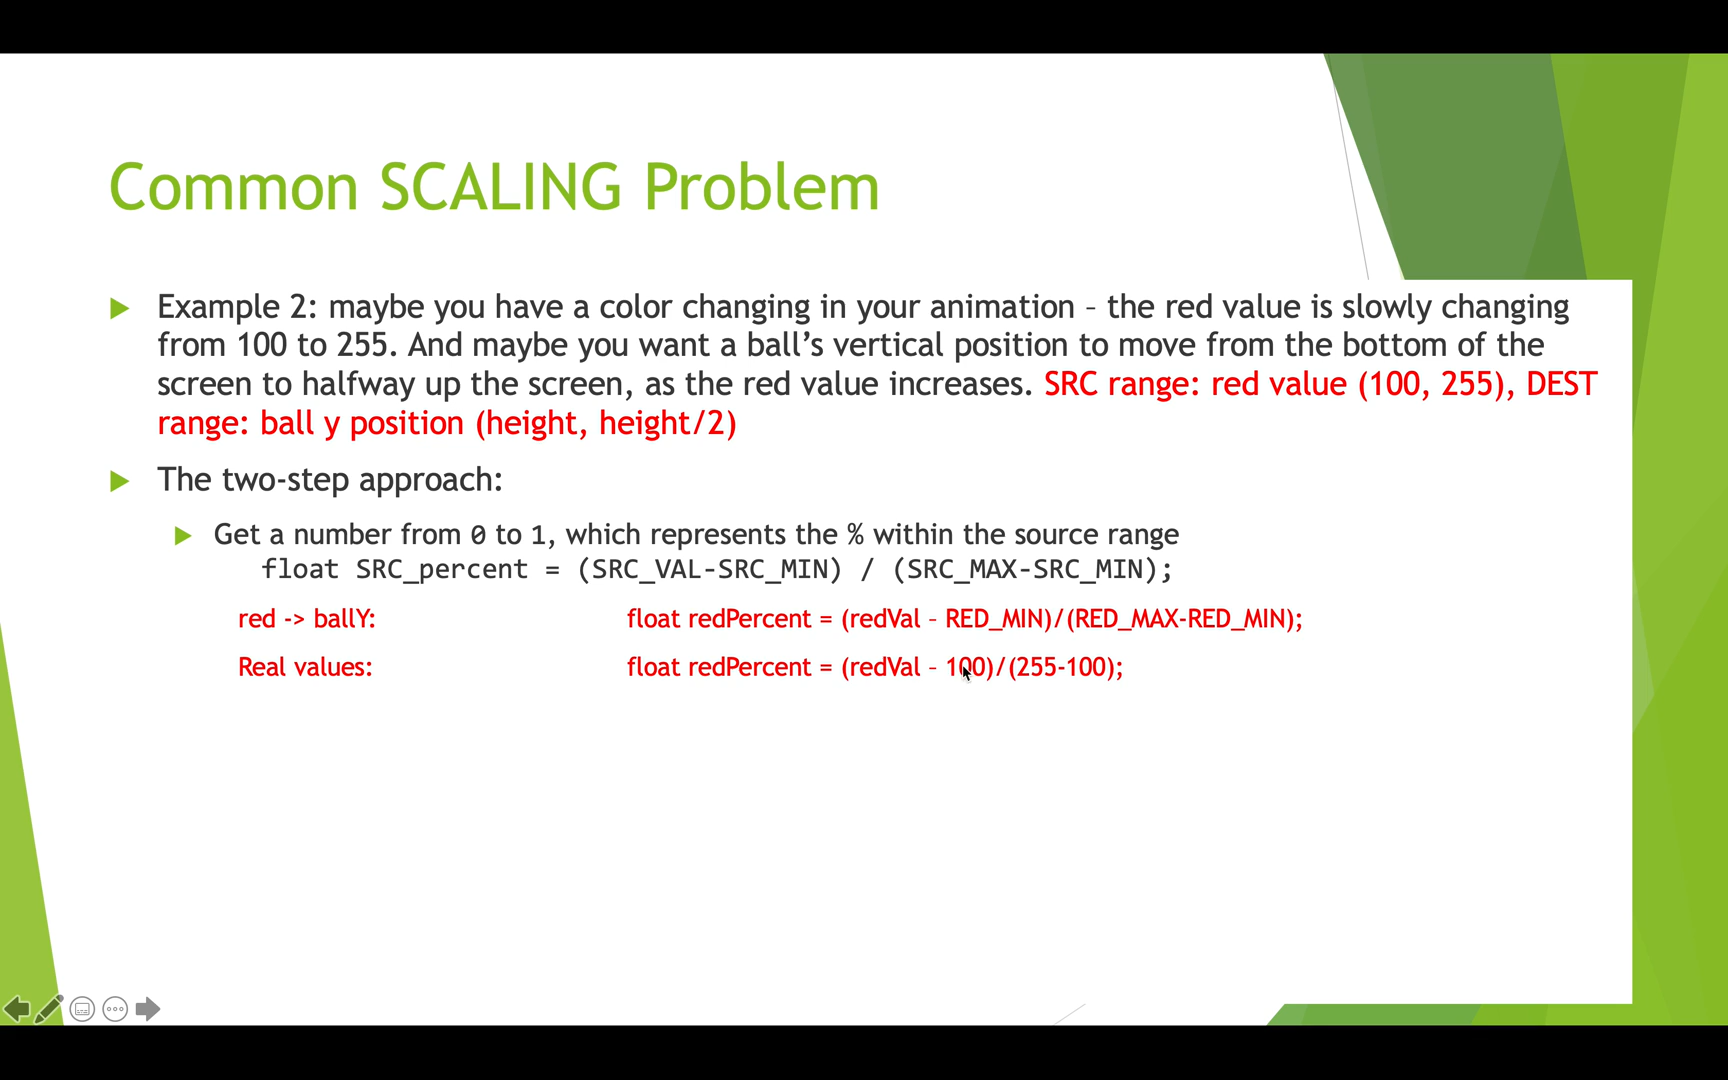 Common SCALING Problem
Example 2: maybe you have a color changing in your animation – the red value is slowly changing
from 100 to 255. And maybe you want a ball’s vertical position to move from the bottom of the
screen to halfway up the screen, as the red value increases. SRC range: red value (100, 255), DEST
range: ball y position (height, height/2)
The two-step approach:
Get a number from 0 to 1, which represents the % within the source range
float SRC_percent = (SRC_VAL-SRC_MIN) / (SRC_MAX-SRC_MIN);
red -> ballY: float redPercent = (redVal – RED_MIN)/(RED_MAX-RED_MIN);
Real values: float redPercent = (redVal – 100)/(255-100);